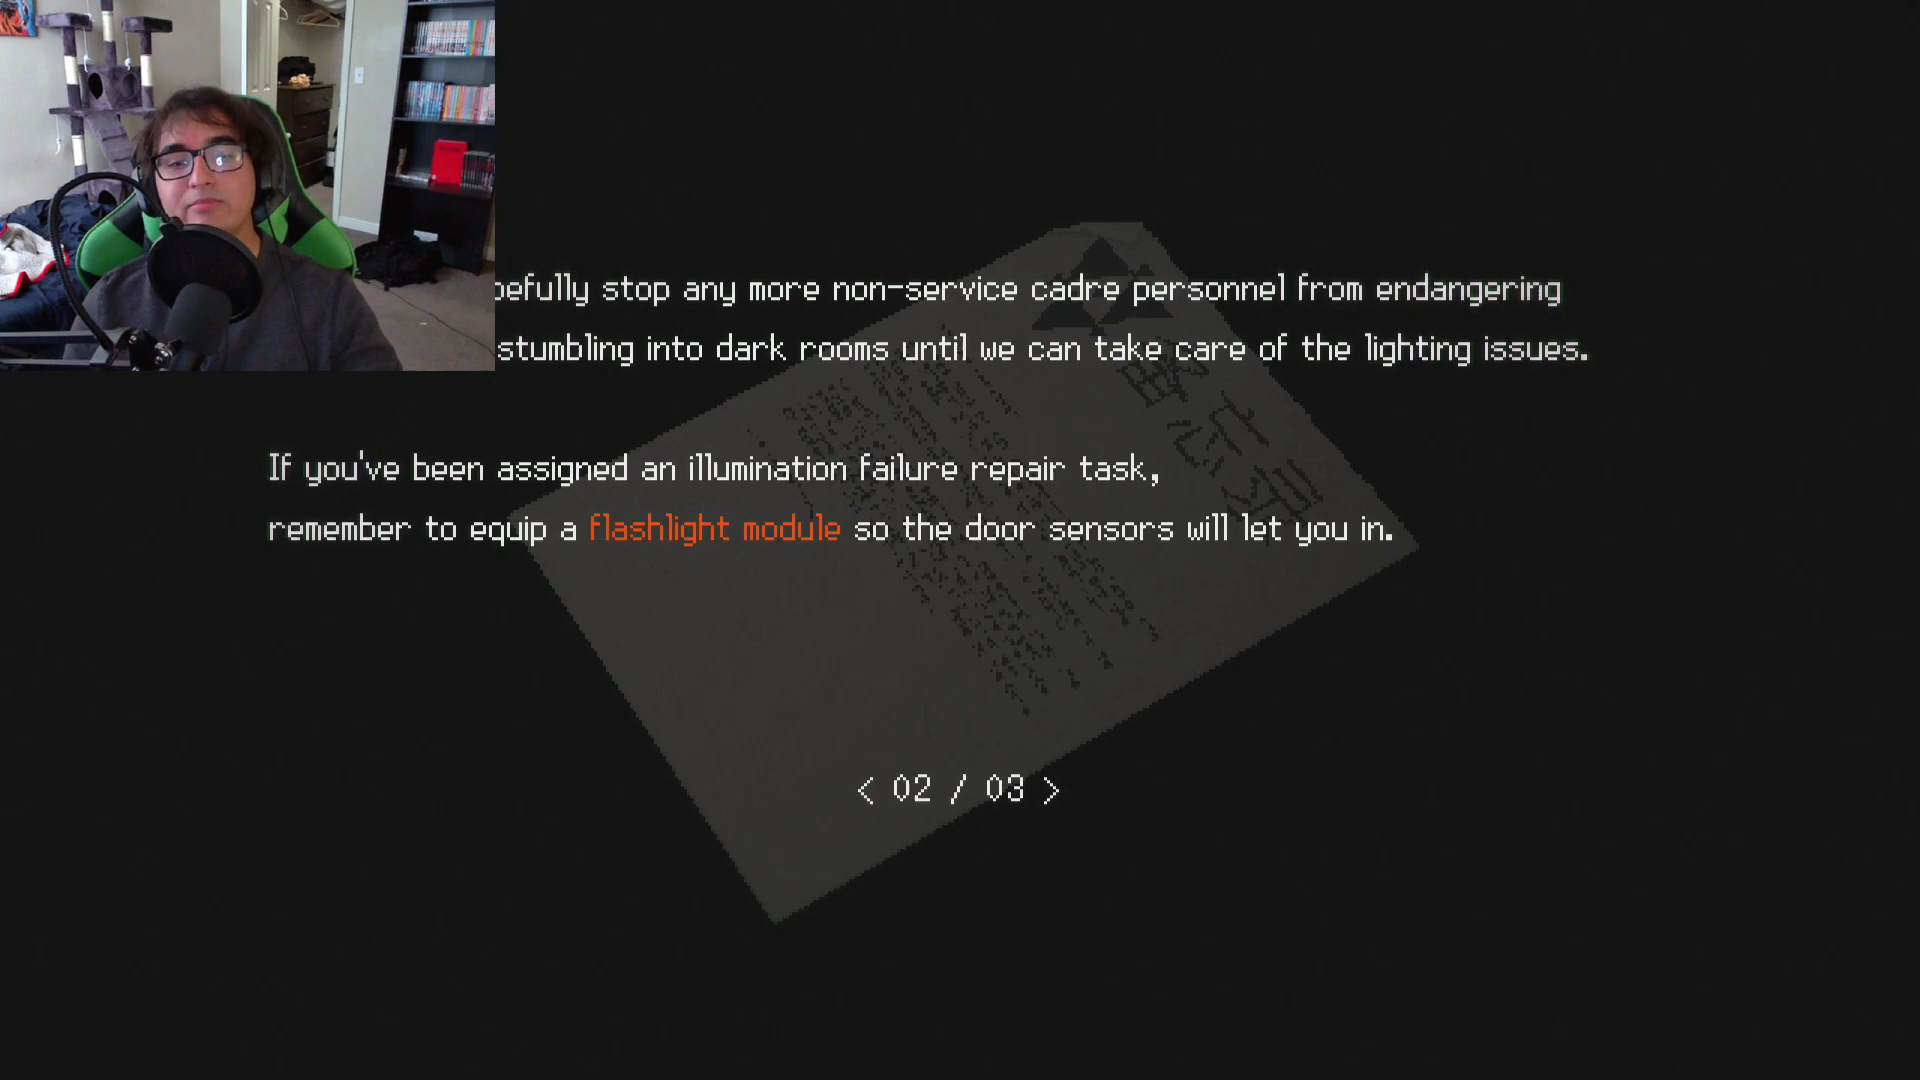 stop any more non-service cadre personnel from endangering
stumbling into dark rooms until we can take care of the lighting issues.
If you've been assigned an illumination failure repair task,
remember to equip a flashlight module so the door sensors will let you in.
< 02 / 03 >